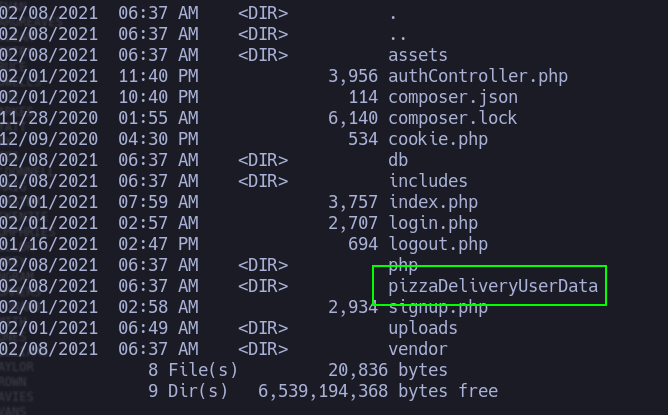 02/08/2021  06:37 AM    <DIR>          .
02/08/2021  06:37 AM    <DIR>          ..
02/08/2021  06:37 AM    <DIR>          assets
02/01/2021  11:40 PM             3,956 authController.php
02/01/2021  10:40 PM               114 composer.json
11/28/2020  01:55 AM             6,140 composer.lock
12/09/2020  04:30 PM               534 cookie.php
02/08/2021  06:37 AM    <DIR>          db
02/08/2021  06:37 AM    <DIR>          includes
02/01/2021  07:59 AM             3,757 index.php
02/01/2021  02:57 AM             2,707 login.php
01/16/2021  02:47 PM               694 logout.php
02/08/2021  06:37 AM    <DIR>          php
02/08/2021  06:37 AM    <DIR>          pizzaDeliveryUserData
02/01/2021  02:58 AM             2,934 signup.php
02/01/2021  06:49 AM    <DIR>          uploads
02/08/2021  06:37 AM    <DIR>          vendor
               8 File(s)         20,836 bytes
               9 Dir(s)   6,539,194,368 bytes free